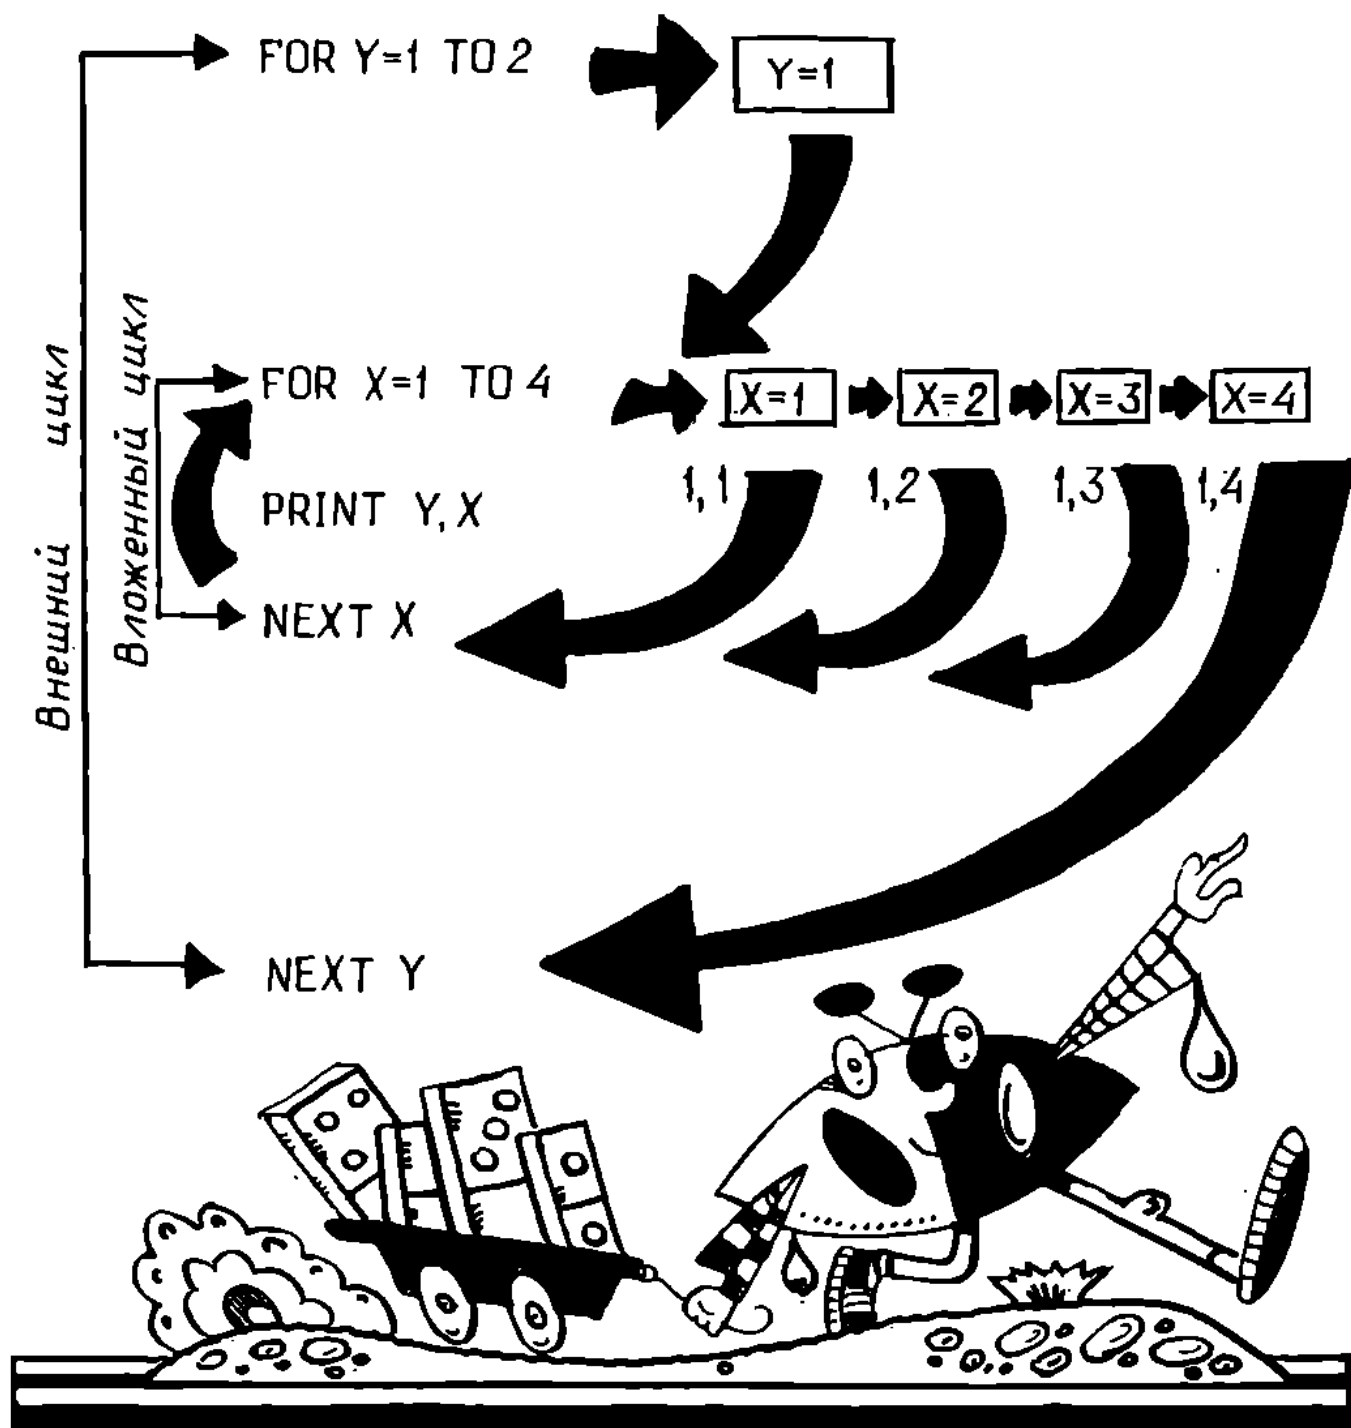 FOR Y=1 TO 2
Y=1
Внешний цикл
Вложенный цикл
FOR X=1 TO 4
X=1
X=2
X=3
X=4
1,1
1,2
1,3
1,4
PRINT Y,X
NEXT X
NEXT Y